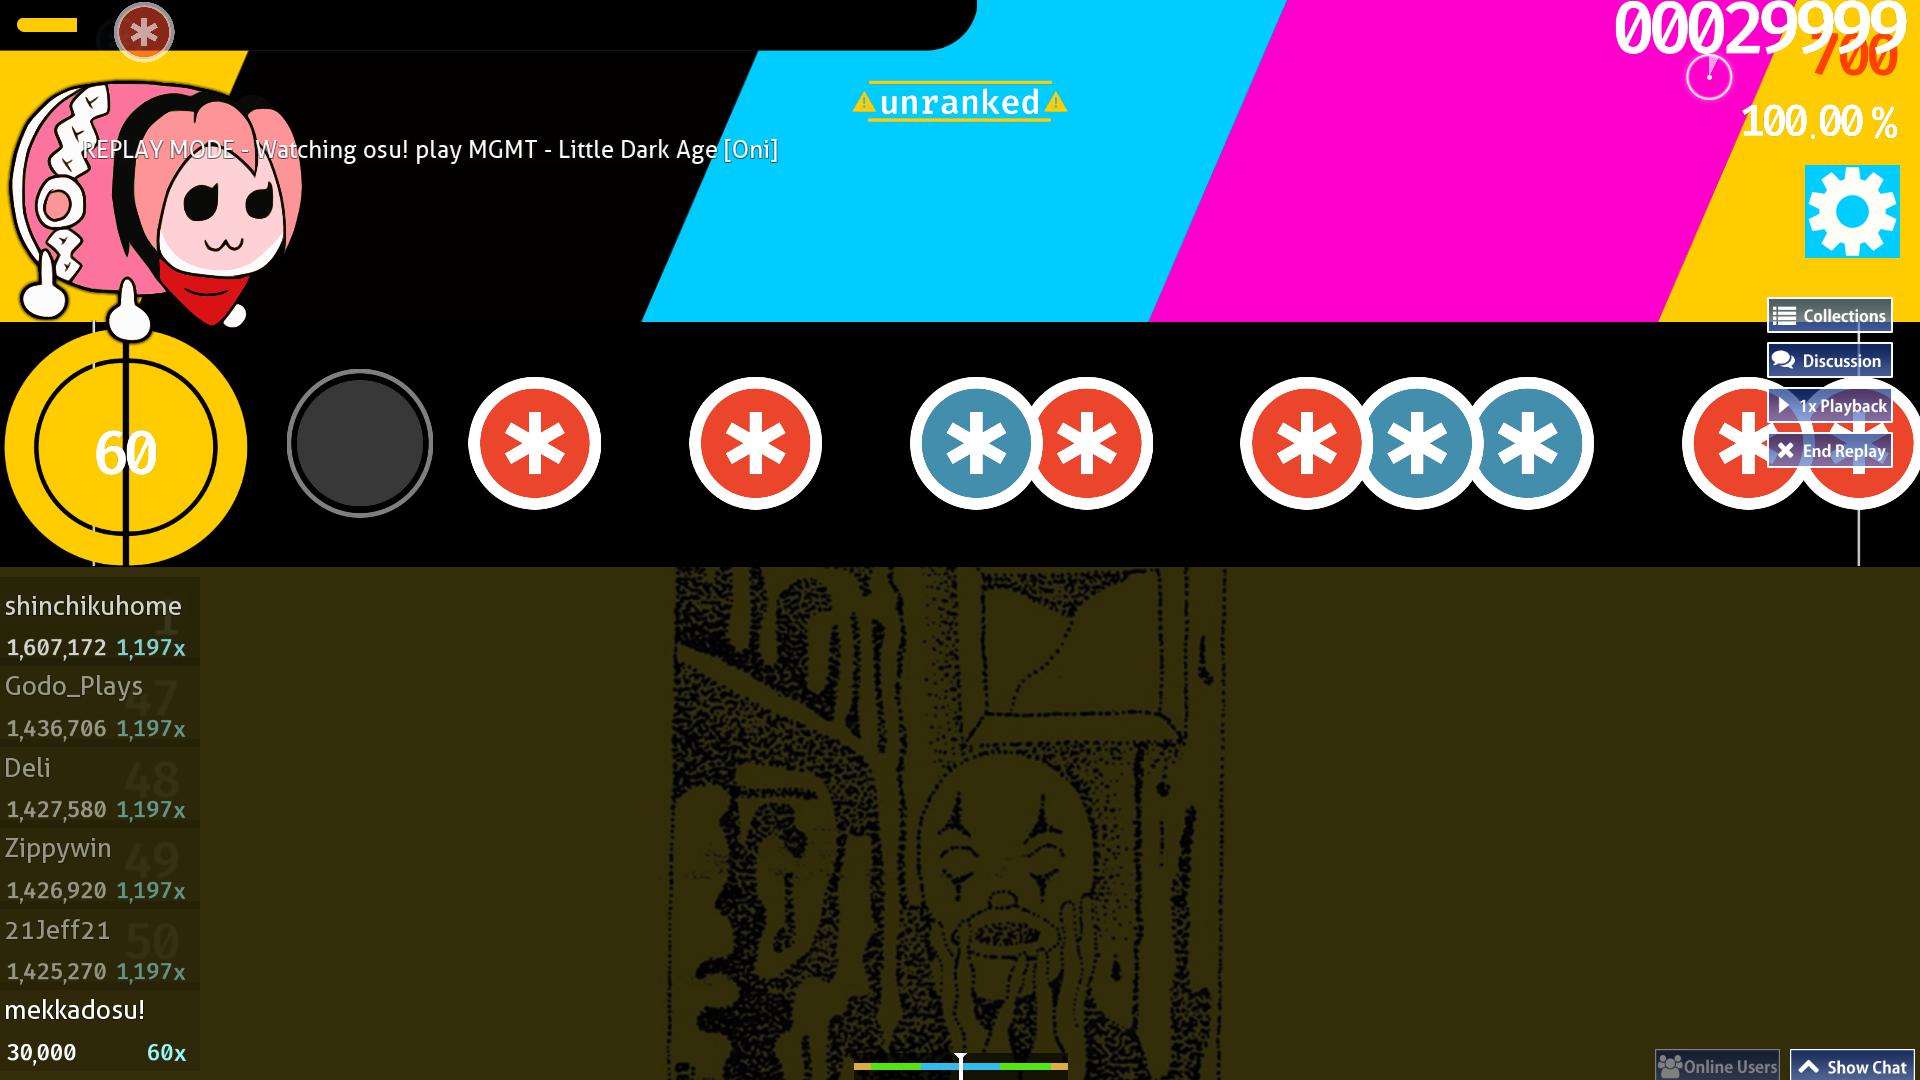 00029999
700
unranked
100.00 %
REPLAY MODE - Watching osu! play MGMT - Little Dark Age [Oni]
Collections
Discussion
1x Playback
End Replay
60
shinchikuhome
1
1,607,172 1,197x
Godo_Plays
47
1,436,706 1,197x
Deli
48
1,427,580 1,197x
Zippywin
49
1,426,920 1,197x
21Jeff21
50
1,425,270 1,197x
mekkadosu!
30,000 60x
Online Users
Show Chat